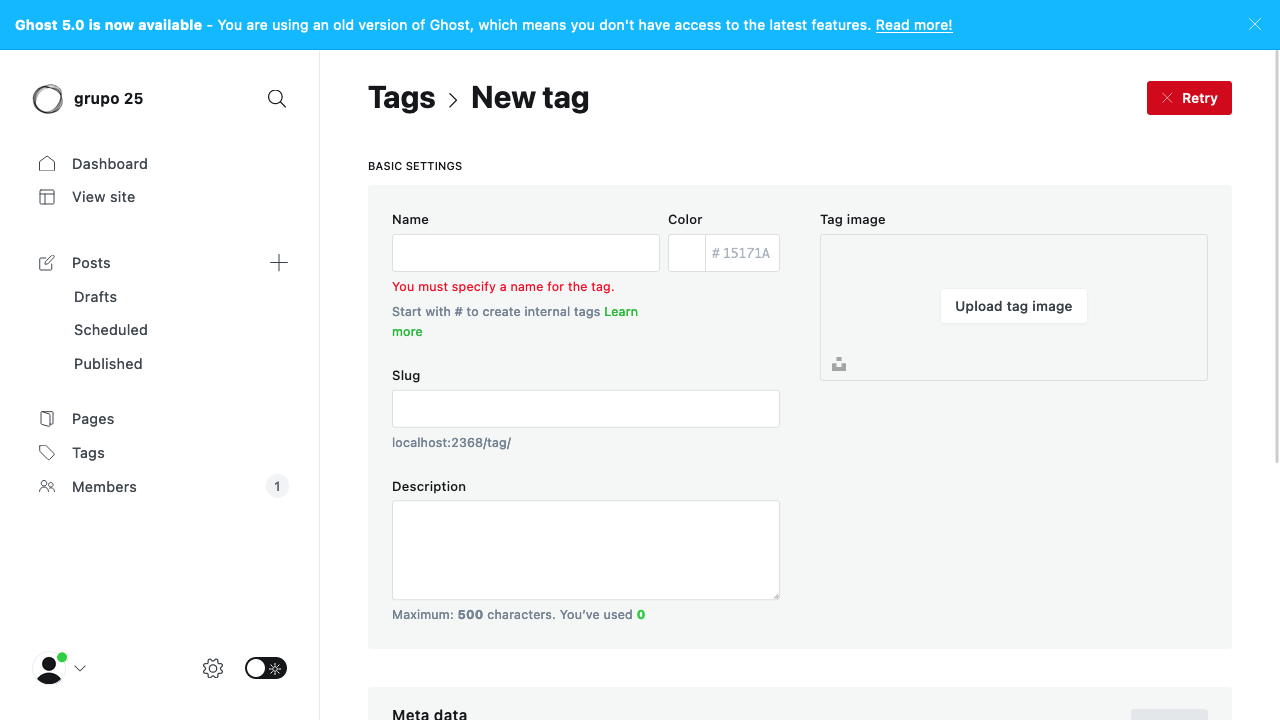 Ghost 5.0 is now available - You are using an old version of Ghost, which means you don't have access to the latest features. Read more!
grupo 25
Dashboard
View site
Posts
Drafts
Scheduled
Published
Pages
Tags
Members
1
Tags
New tag
Retry
BASIC SETTINGS
Name
Color
# 15171A
You must specify a name for the tag.
Start with # to create internal tags Learn
more
Slug
localhost:2368/tag/
Description
Maximum: 500 characters. You’ve used 0
Tag image
Upload tag image
Meta data